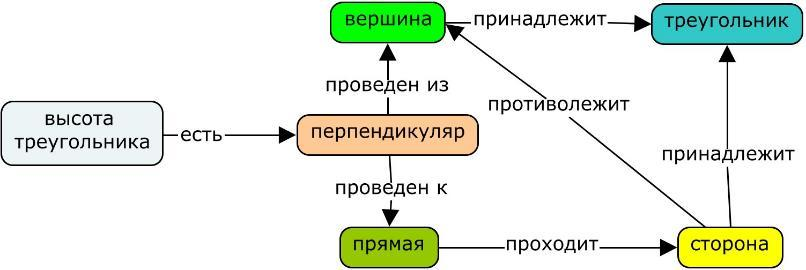 вершина
принадлежит
треугольник
проведен из
противолежит
высота
треугольника
есть
перпендикуляр
принадлежит
проведен к
прямая
проходит
сторона